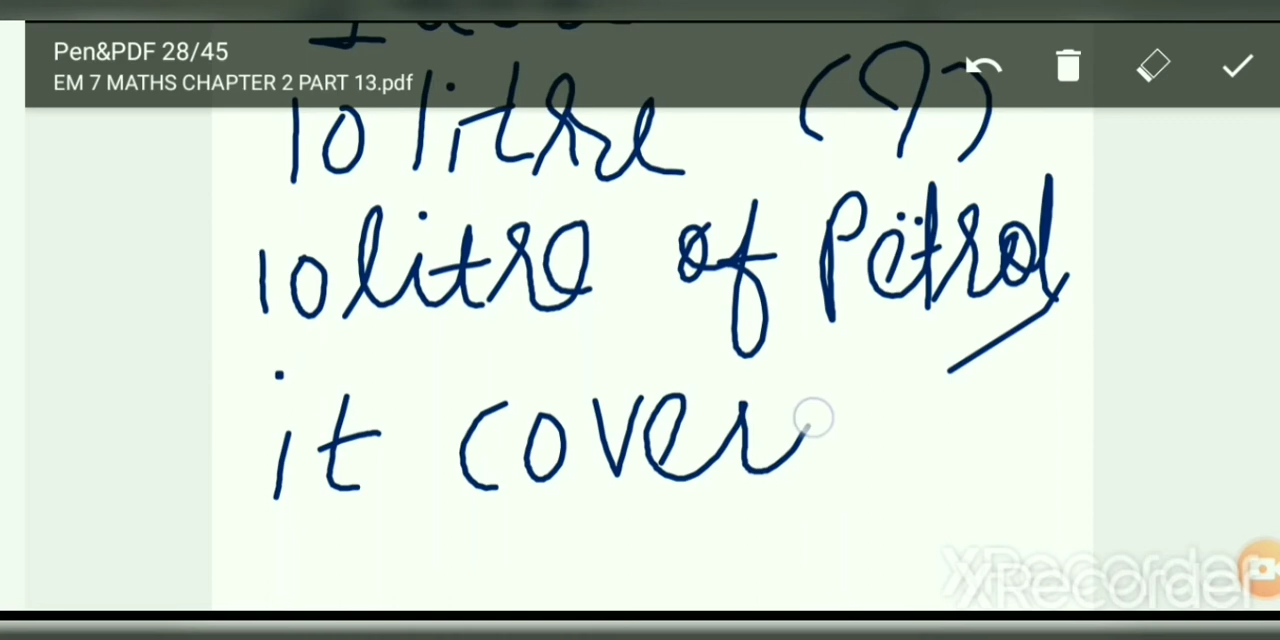 Pen&PDF 28/45
EM 7 MATHS CHAPTER 2 PART 13.pdf
10 litre (?)
10 litre of Petrol
it cover
XRecorder